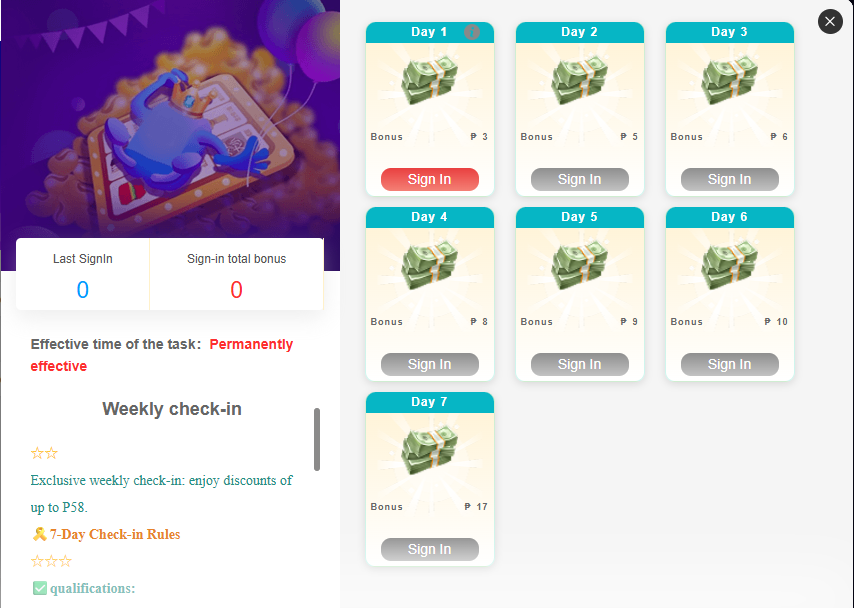 Last SignIn
Sign-in total bonus
0
0
Effective time of the task: Permanently
effective
Weekly check-in
☆☆
Exclusive weekly check-in: enjoy discounts of
up to P58.
🎗️ 7-Day Check-in Rules
☆☆☆
✅ qualifications:
Day 1
Bonus ₱ 3
Sign In
Day 2
Bonus ₱ 5
Sign In
Day 3
Bonus ₱ 6
Sign In
Day 4
Bonus ₱ 8
Sign In
Day 5
Bonus ₱ 9
Sign In
Day 6
Bonus ₱ 10
Sign In
Day 7
Bonus ₱ 17
Sign In